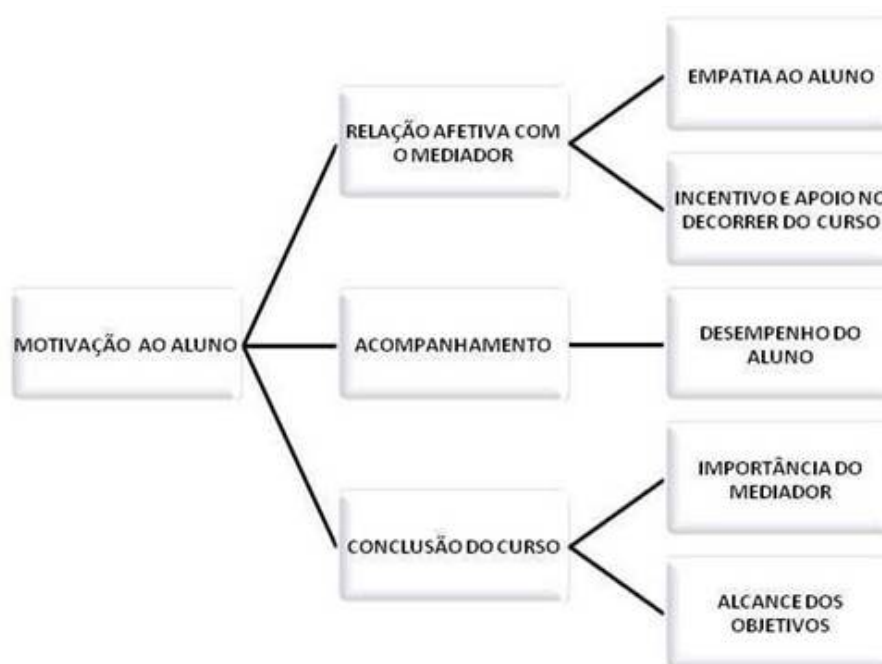 EMPATIA AO ALUNO
RELAÇÃO AFETIVA COM
O MEDIADOR
INCENTIVO E APOIO NO
DECORRER DO CURSO
MOTIVAÇÃO AO ALUNO
ACOMPANHAMENTO
DESEMPENHO DO
ALUNO
IMPORTÂNCIA DO
MEDIADOR
CONCLUSÃO DO CURSO
ALCANCE DOS
OBJETIVOS